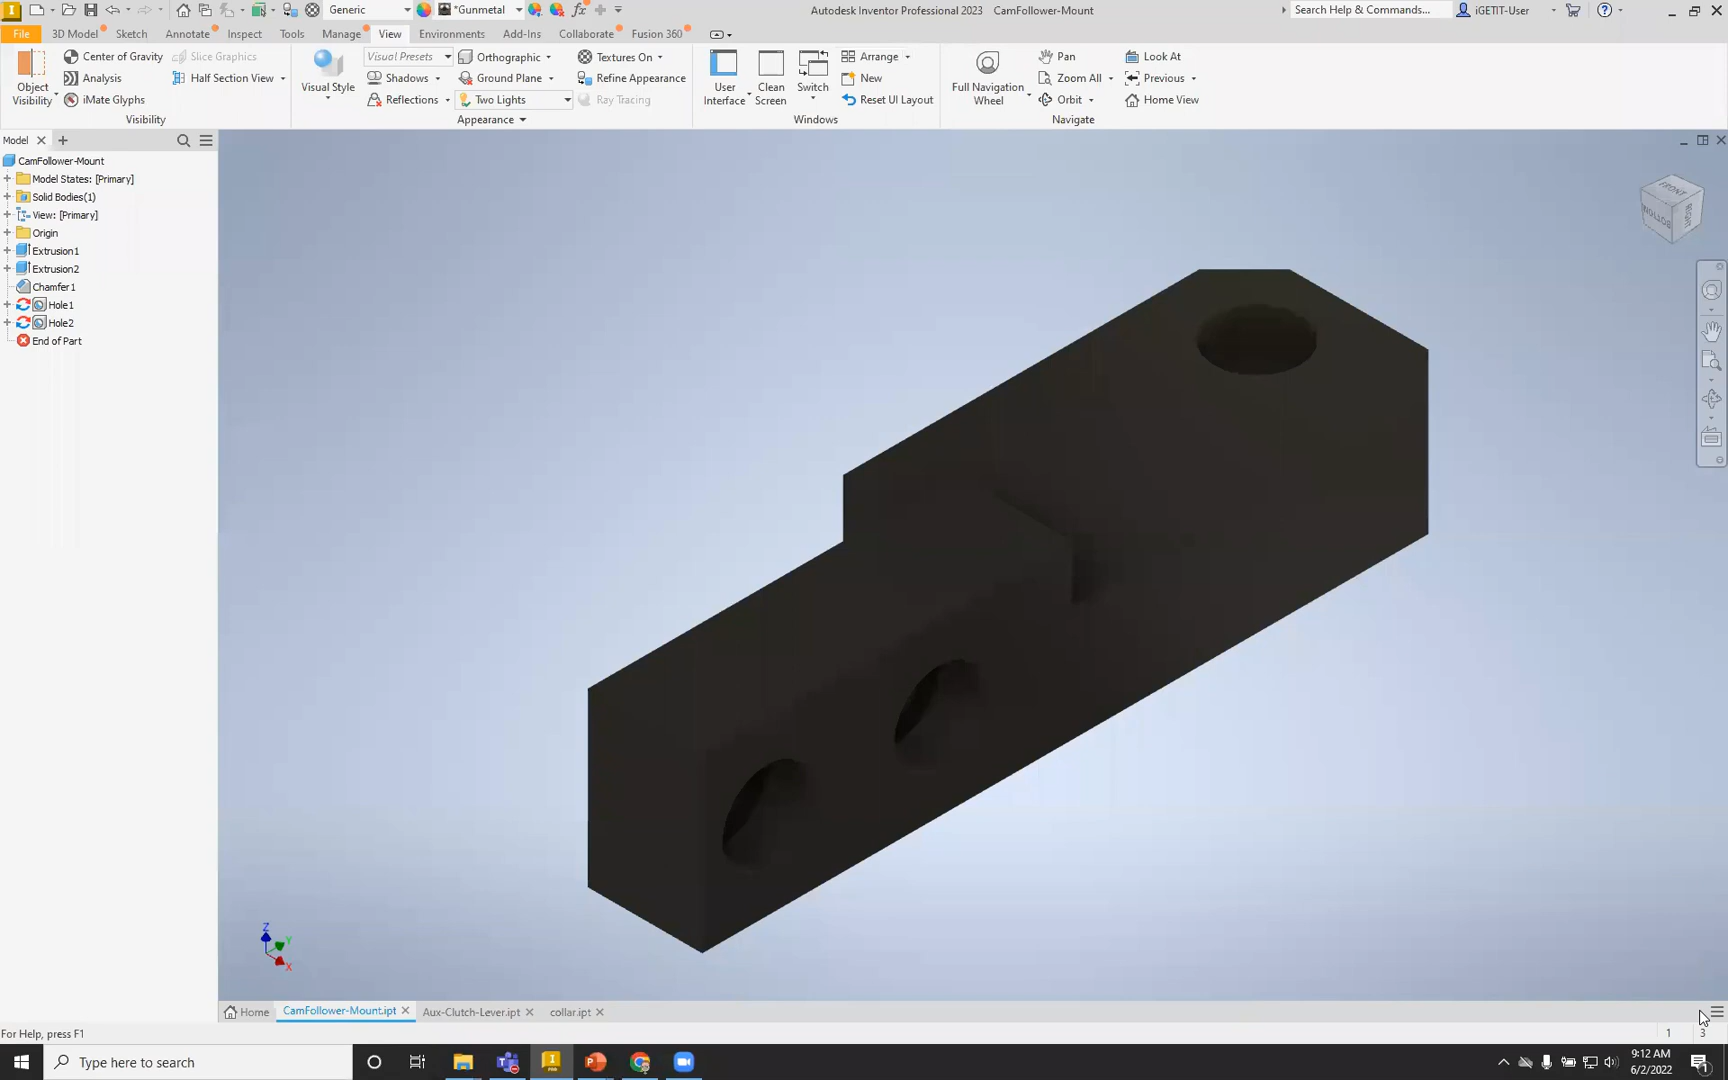 Generic
*Gunmetal
Autodesk Inventor Professional 2023 CamFollower-Mount
Search Help & Commands...
iGETIT-User
File 3D Model Sketch Annotate Inspect Tools Manage View Environments Add-Ins Collaborate Fusion 360
Object Visibility
Center of Gravity
Analysis
iMate Glyphs
Slice Graphics
Half Section View
Visibility
Visual Style
Visual Presets
Shadows
Reflections
Orthographic
Ground Plane
Two Lights
Textures On
Refine Appearance
Ray Tracing
Appearance
User Interface
Clean Screen
Switch
Arrange
New
Reset UI Layout
Windows
Full Navigation Wheel
Pan
Zoom All
Orbit
Look At
Previous
Home View
Navigate
Model
CamFollower-Mount
Model States: [Primary]
Solid Bodies(1)
View: [Primary]
Origin
Extrusion1
Extrusion2
Chamfer1
Hole1
Hole2
End of Part
FRONT
RIGHT
BOTTOM
Z
Y
X
Home
CamFollower-Mount.ipt
Aux-Clutch-Lever.ipt
collar.ipt
For Help, press F1
1 3
Type here to search
9:12 AM
6/2/2022
1